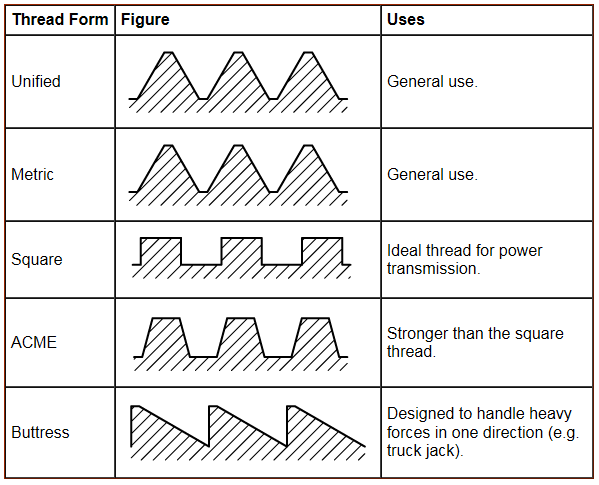 Thread Form Figure Uses
Unified General use.
Metric General use.
Square Ideal thread for power
transmission.
ACME Stronger than the square
thread.
Buttress Designed to handle heavy
forces in one direction (e.g.
truck jack).